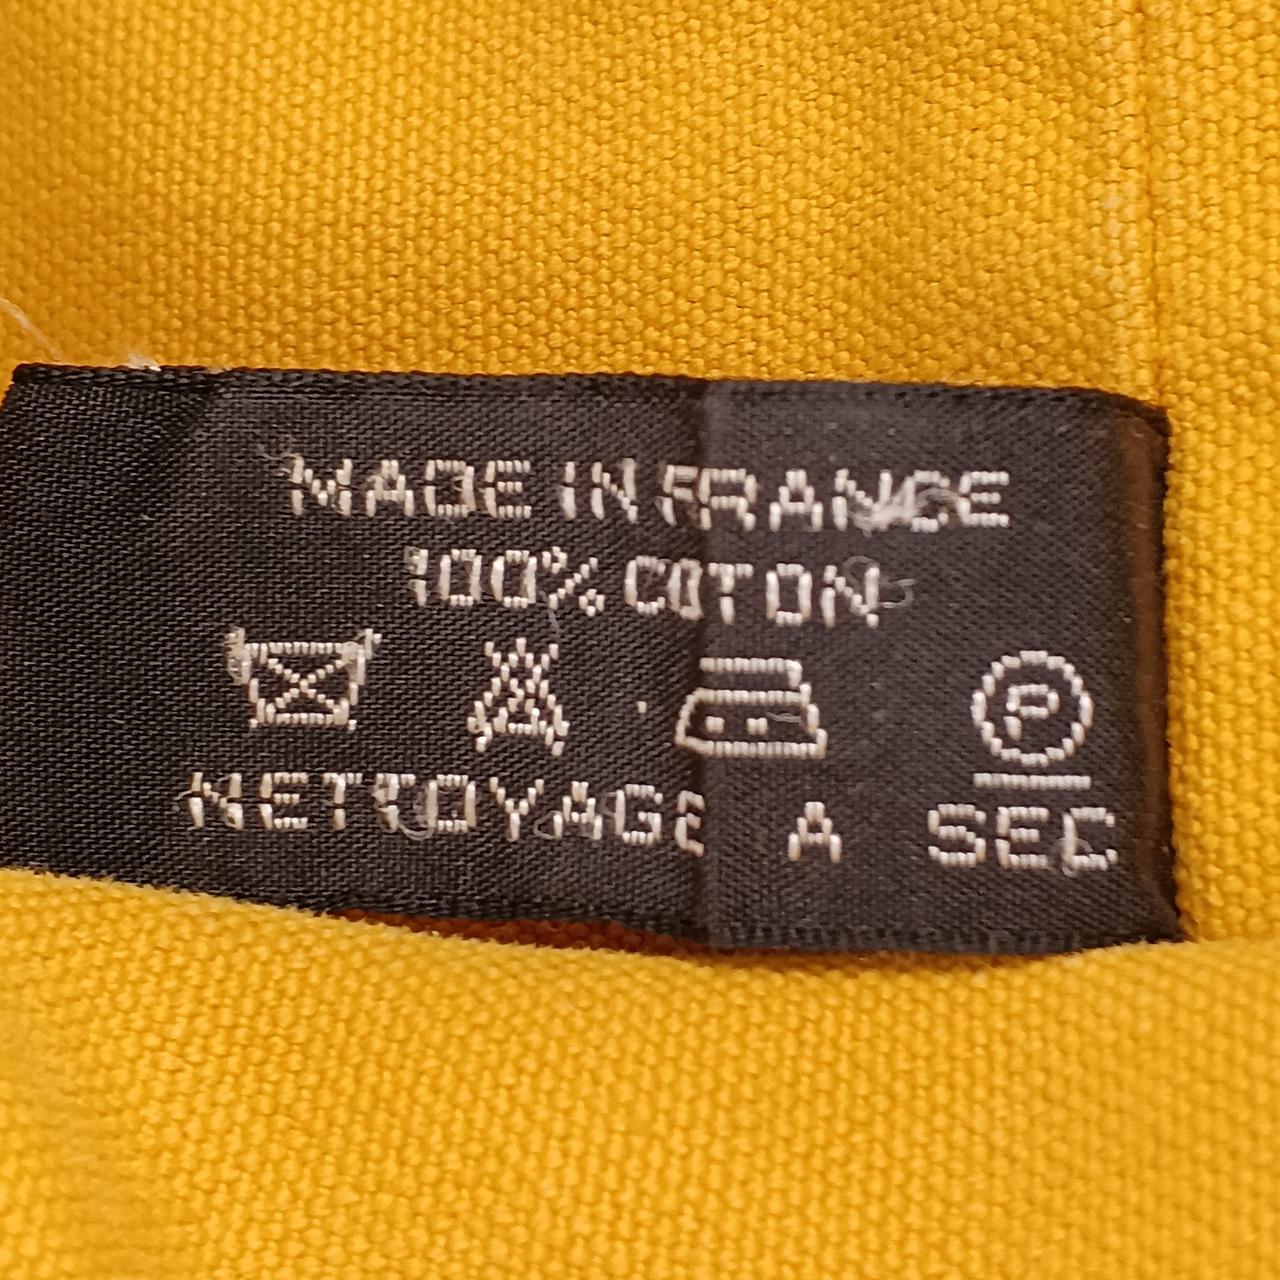 MADE IN FRANCE
100% COTON
P
NETTOYAGE A SEC